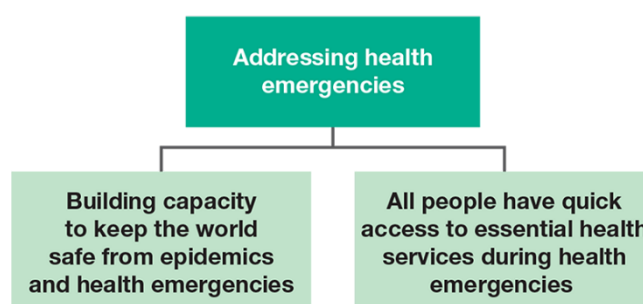 Addressing health
emergencies
Building capacity
to keep the world
safe from epidemics
and health emergencies
All people have quick
access to essential health
services during health
emergencies